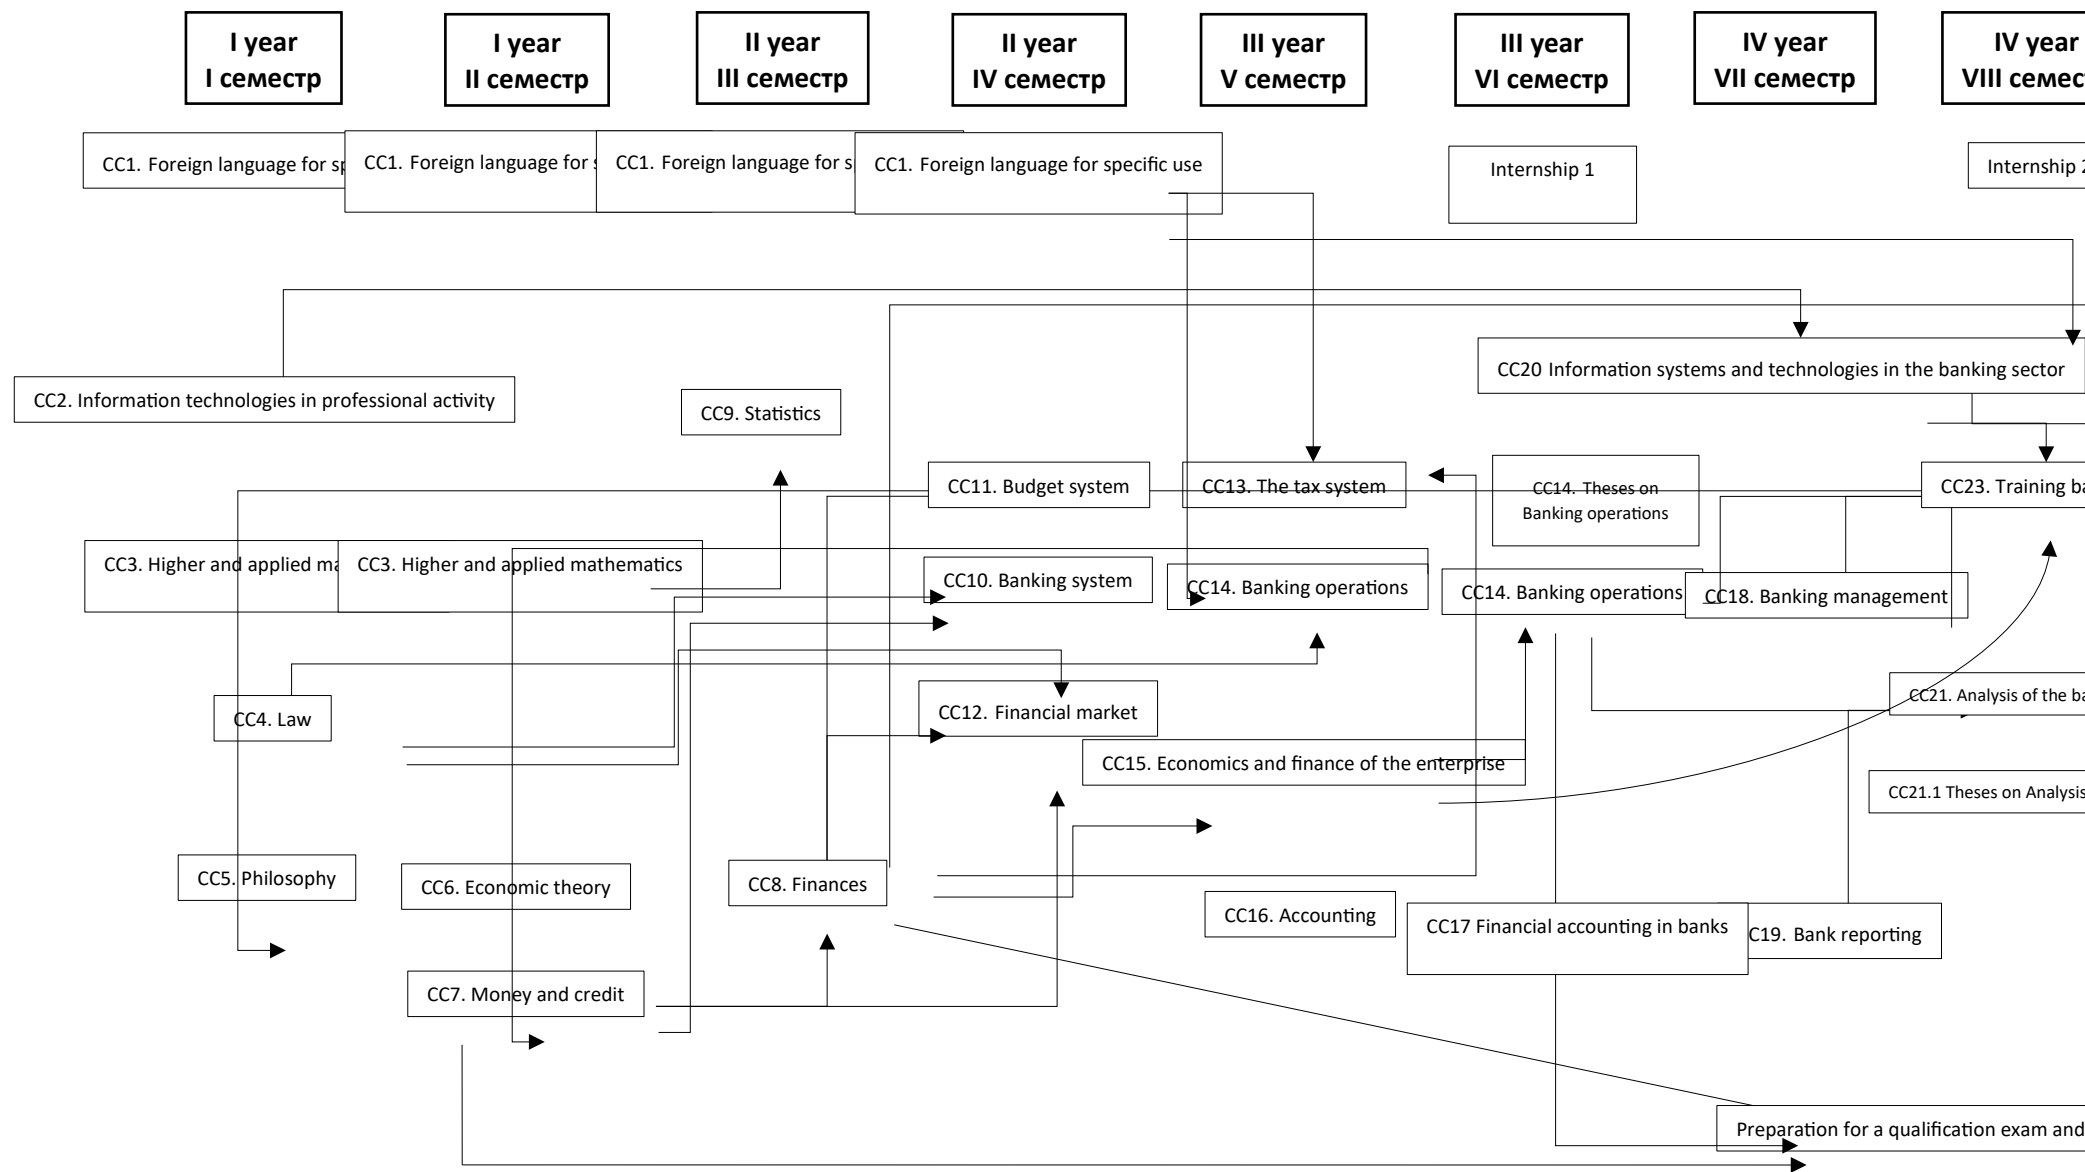 I year
I семестр
I year
II семестр
II year
III семестр
II year
IV семестр
III year
V семестр
III year
VI семестр
IV year
VII семестр
IV year
VIII
CC1. Foreign language for
CC1. Foreign language for
CC1. Foreign language for
CC1. Foreign language for specific use
Internship 1
Internship
CC20 Information systems and technologies in the banking sector
CC2. Information technologies in professional activity
CC9. Statistics
CC11. Budget system
CC13. The tax system
CC14. Theses on
Banking operations
CC23. Training
CC3. Higher and applied
CC3. Higher and applied mathematics
CC10. Banking system
CC14. Banking operations
CC14. Banking operations
CC18. Banking management
CC4. Law
CC12. Financial market
CC21. Analysis of the
CC15. Economics and finance of the enterprise
CC21.1 Theses on Analysis
CC5. Philosophy
CC6. Economic theory
CC8. Finances
CC16. Accounting
CC17 Financial accounting in banks
C19. Bank reporting
CC7. Money and credit
Preparation for a qualification exam and